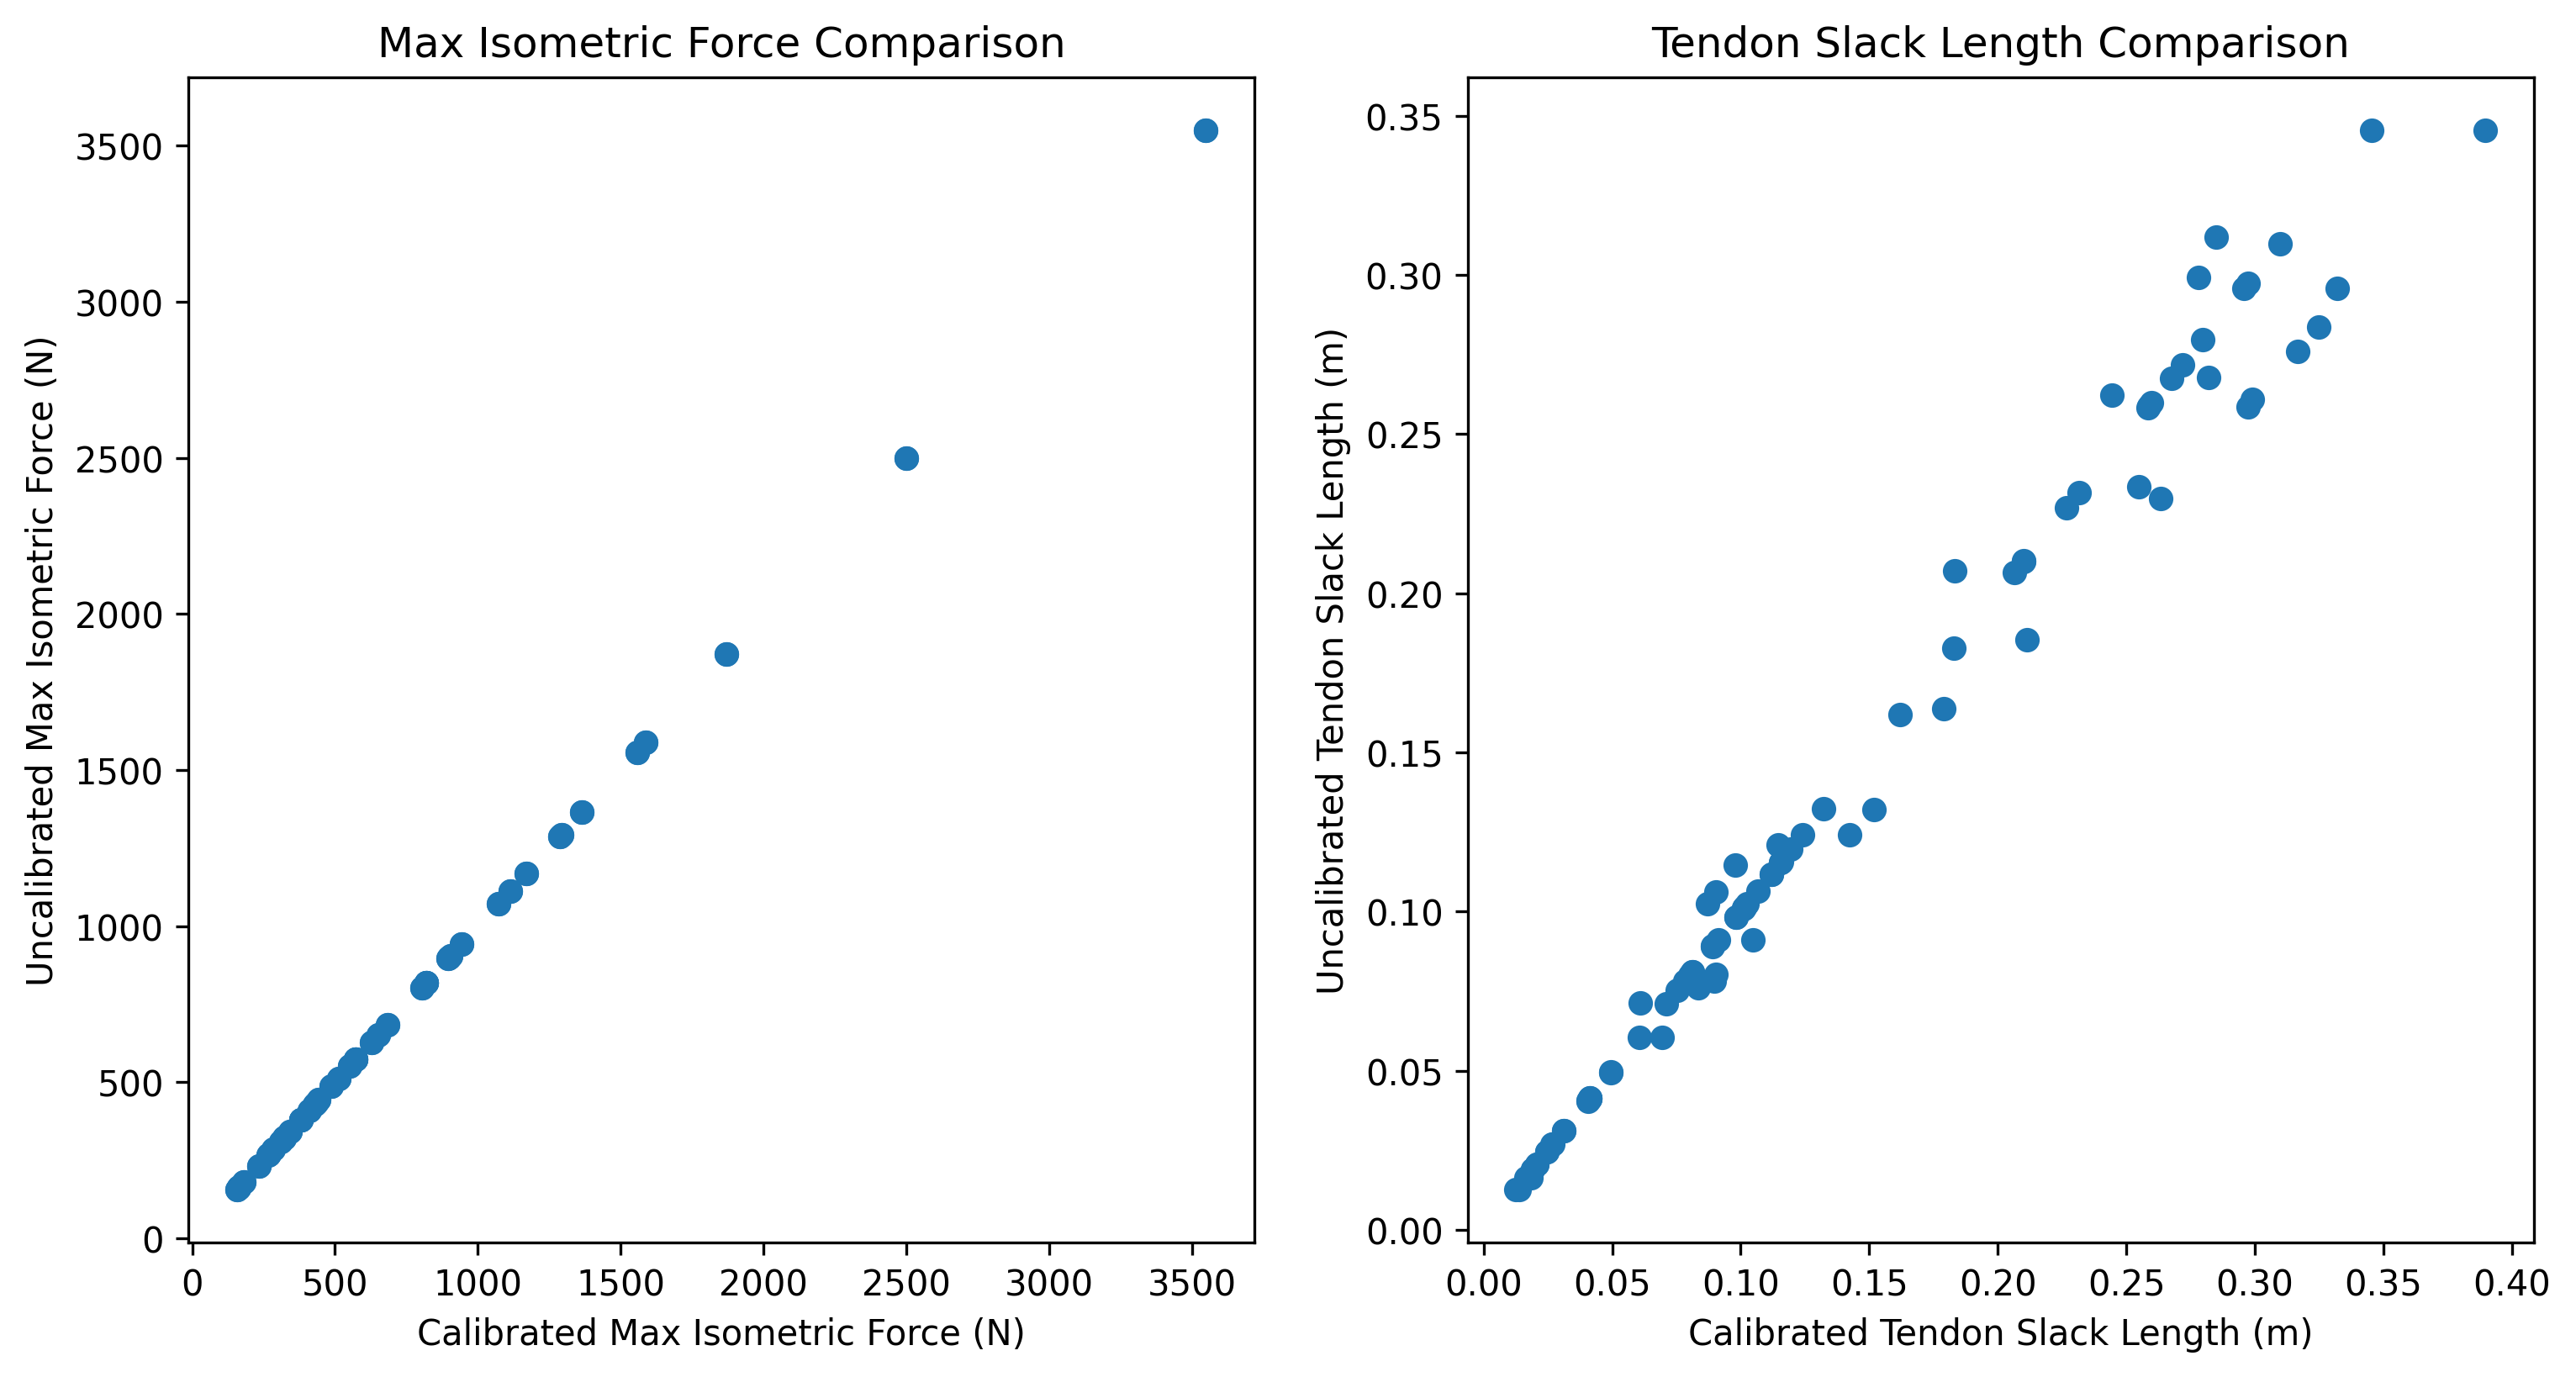 Max Isometric Force Comparison
Uncalibrated Max Isometric Force (N)
3500
3000
2500
2000
1500
1000
500
0
0 500 1000 1500 2000 2500 3000 3500
Calibrated Max Isometric Force (N)
Tendon Slack Length Comparison
Uncalibrated Tendon Slack Length (m)
0.35
0.30
0.25
0.20
0.15
0.10
0.05
0.00
0.00 0.05 0.10 0.15 0.20 0.25 0.30 0.35 0.40
Calibrated Tendon Slack Length (m)